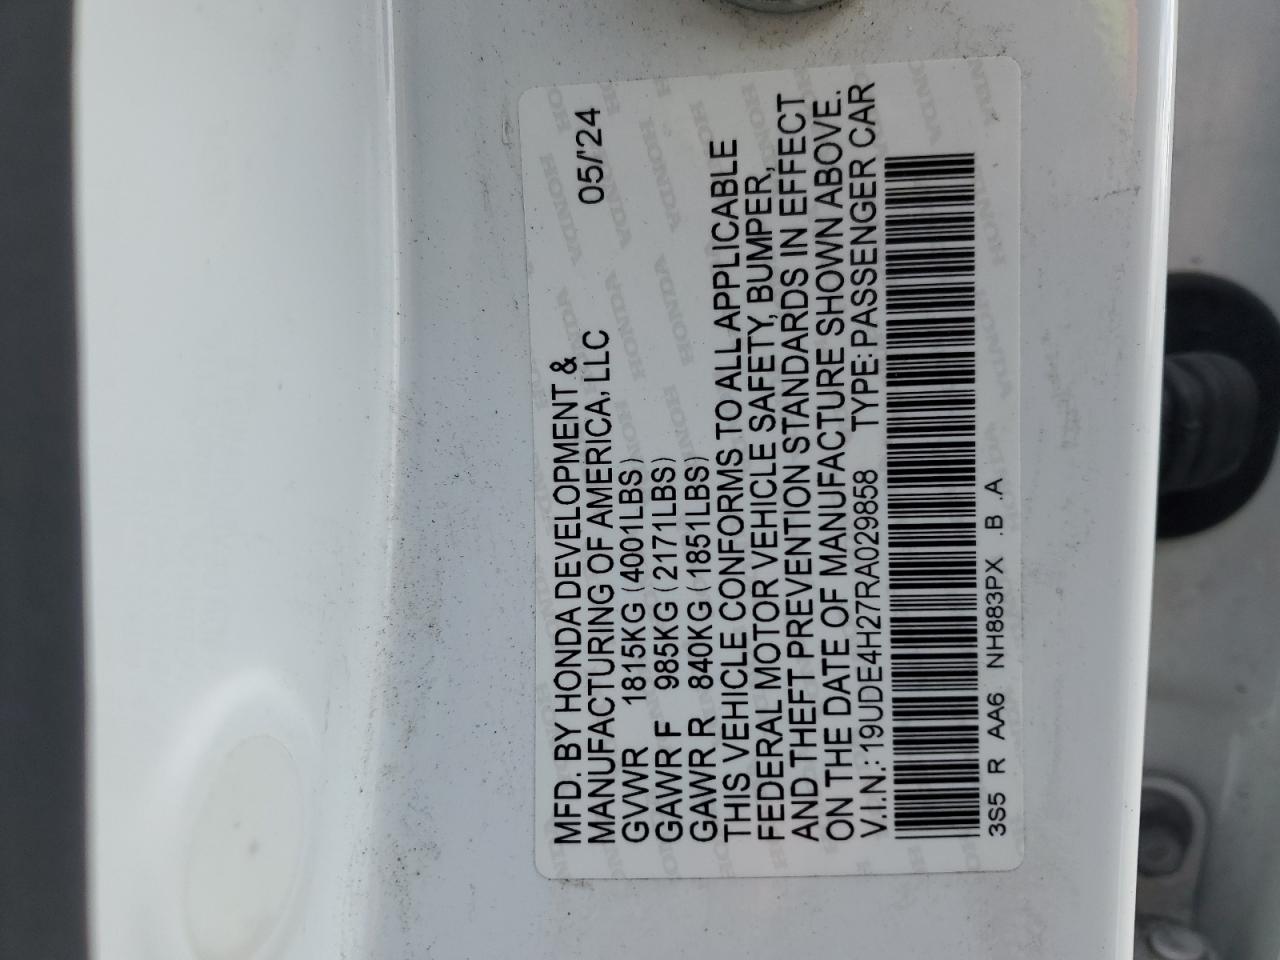 MFD. BY HONDA DEVELOPMENT & 05/'24
MANUFACTURING OF AMERICA, LLC
GVWR 1815KG (4001LBS)
GAWR F 985KG (2171LBS)
GAWR R 840KG (1851LBS)
THIS VEHICLE CONFORMS TO ALL APPLICABLE
FEDERAL MOTOR VEHICLE SAFETY, BUMPER,
AND THEFT PREVENTION STANDARDS IN EFFECT
ON THE DATE OF MANUFACTURE SHOWN ABOVE.
V.I.N.: 19UDE4H27RA029858 TYPE: PASSENGER CAR
3S5 R AA6 NH883PX .B .A